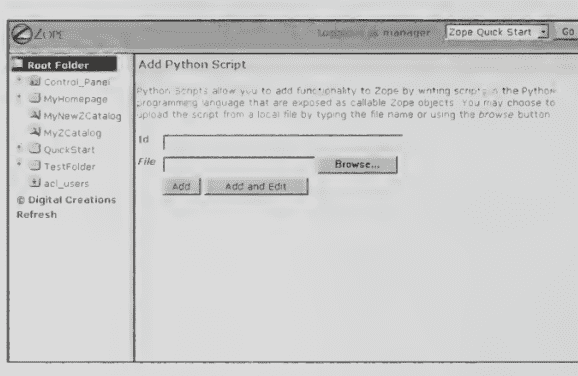 ZOPE
Logged in as manager
Zope Quick Start
Go
Root Folder
Control_Panel
MyHomepage
MyNewZCatalog
MyZCatalog
QuickStart
TestFolder
acl_users
© Digital Creations
Refresh
Add Python Script
Python Scripts allow you to add functionality to Zope by writing scripts in the Python
programming language that are exposed as callable Zope objects. You may choose to
upload the script from a local file by typing the file name or using the browse button.
Id
File
Browse...
Add
Add and Edit